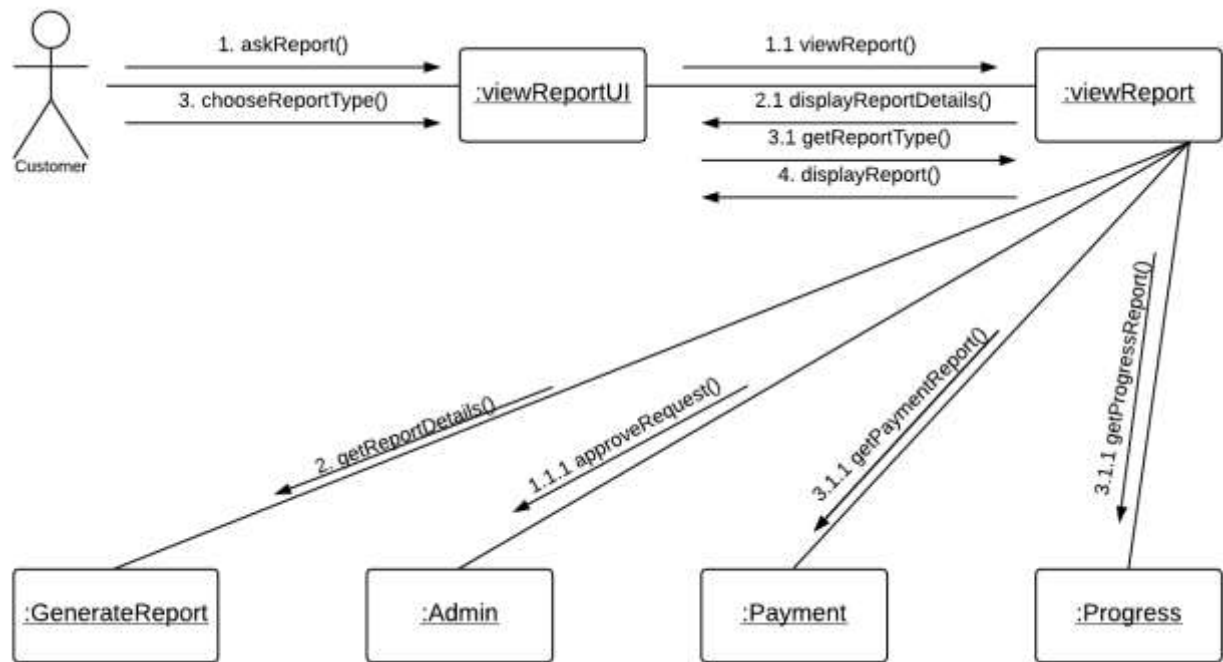 1. askReport()
1.1 viewReport()
:viewReportUI
:viewReport
3. chooseReportType()
2.1 displayReportDetails()
3.1 getReportType()
Customer
4. displayReport()
2. getReportDetails()
1.1.1 approveRequest()
3.1.1 getPaymentReport()
3.1.1 getProgressReport()
:GenerateReport
:Admin
:Payment
:Progress